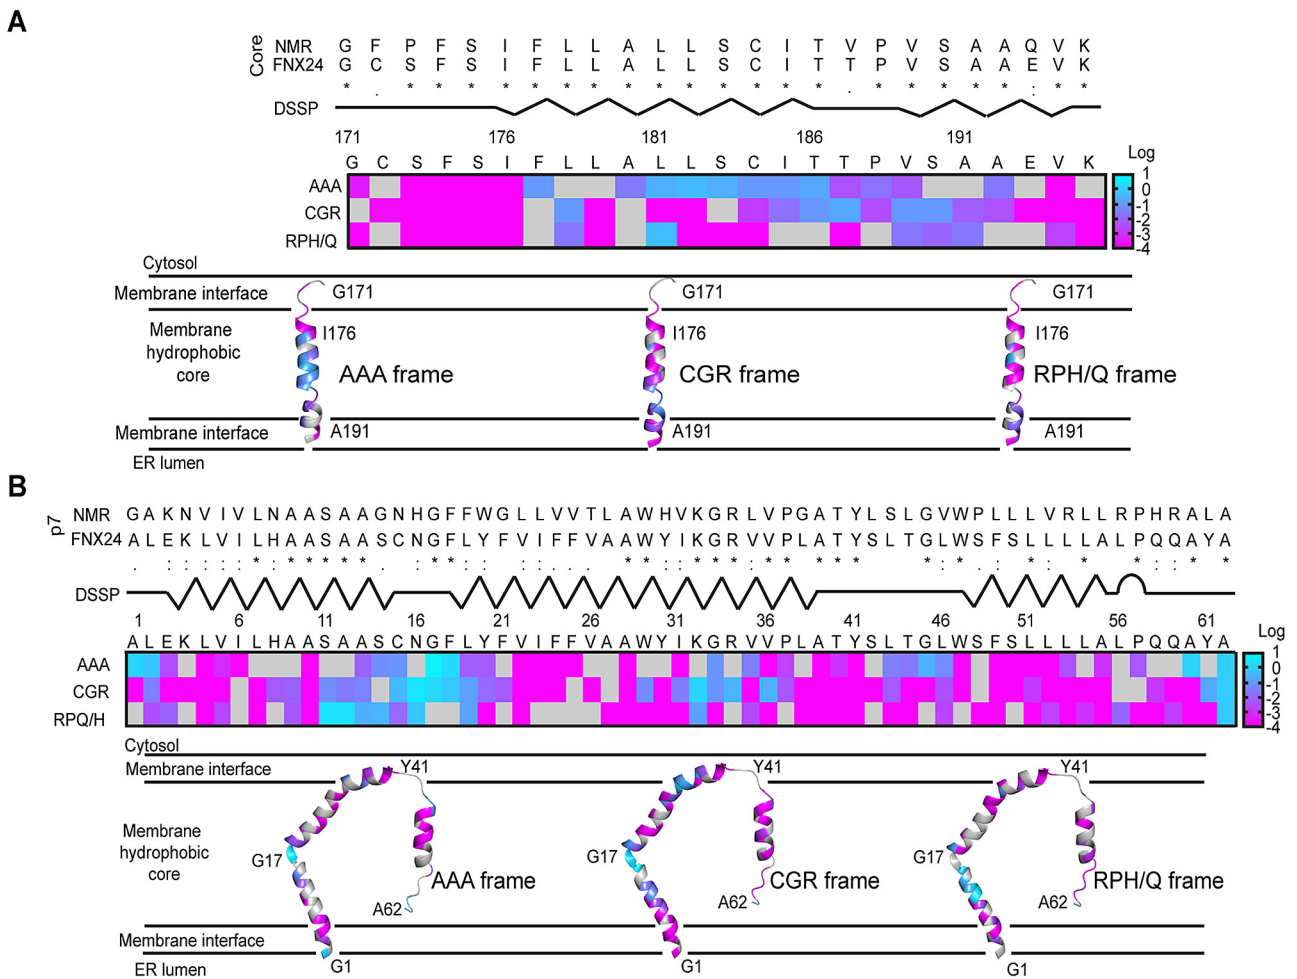 A
Core
NMR G F P F S I F L L A L L S C I T V P V S A A Q V K
FNX24 G C S F S I F L L A L L S C I T T P V S A A E V K
* . * * * * * * * * * * * * * * . * * * * * : * *
DSSP
171 176 181 186 191
G C S F S I F L L A L L S C I T T P V S A A E V K
Log
AAA
CGR
RPH/Q
1
0
-1
-2
-3
-4
Cytosol
Membrane interface G171 G171 G171
Membrane hydrophobic core
I176 I176 I176
AAA frame CGR frame RPH/Q frame
Membrane interface A191 A191 A191
ER lumen
B
p7
NMR G A K N V I V L N A A S A A G N H G F F W G L L V V T L A W H V K G R L V P G A T Y L S L G V W P L L L V R L L R P H R A L A
FNX24 A L E K L V I L H A A S A A S C N G F L Y F V I F F V A A W Y I K G R V V P L A T Y S L T G L W S F S L L L L A L P Q Q A Y A
DSSP
1 6 11 16 21 26 31 36 41 46 51 56 61
A L E K L V I L H A A S A A S C N G F L Y F V I F F V A A W Y I K G R V V P L A T Y S L T G L W S F S L L L L A L P Q Q A Y A
Log
AAA
CGR
RPQ/H
1
0
-1
-2
-3
-4
Cytosol
Membrane interface Y41 Y41 Y41
Membrane hydrophobic core
G17 G17 G17
AAA frame CGR frame RPH/Q frame
A62 A62 A62
Membrane interface
ER lumen G1 G1 G1